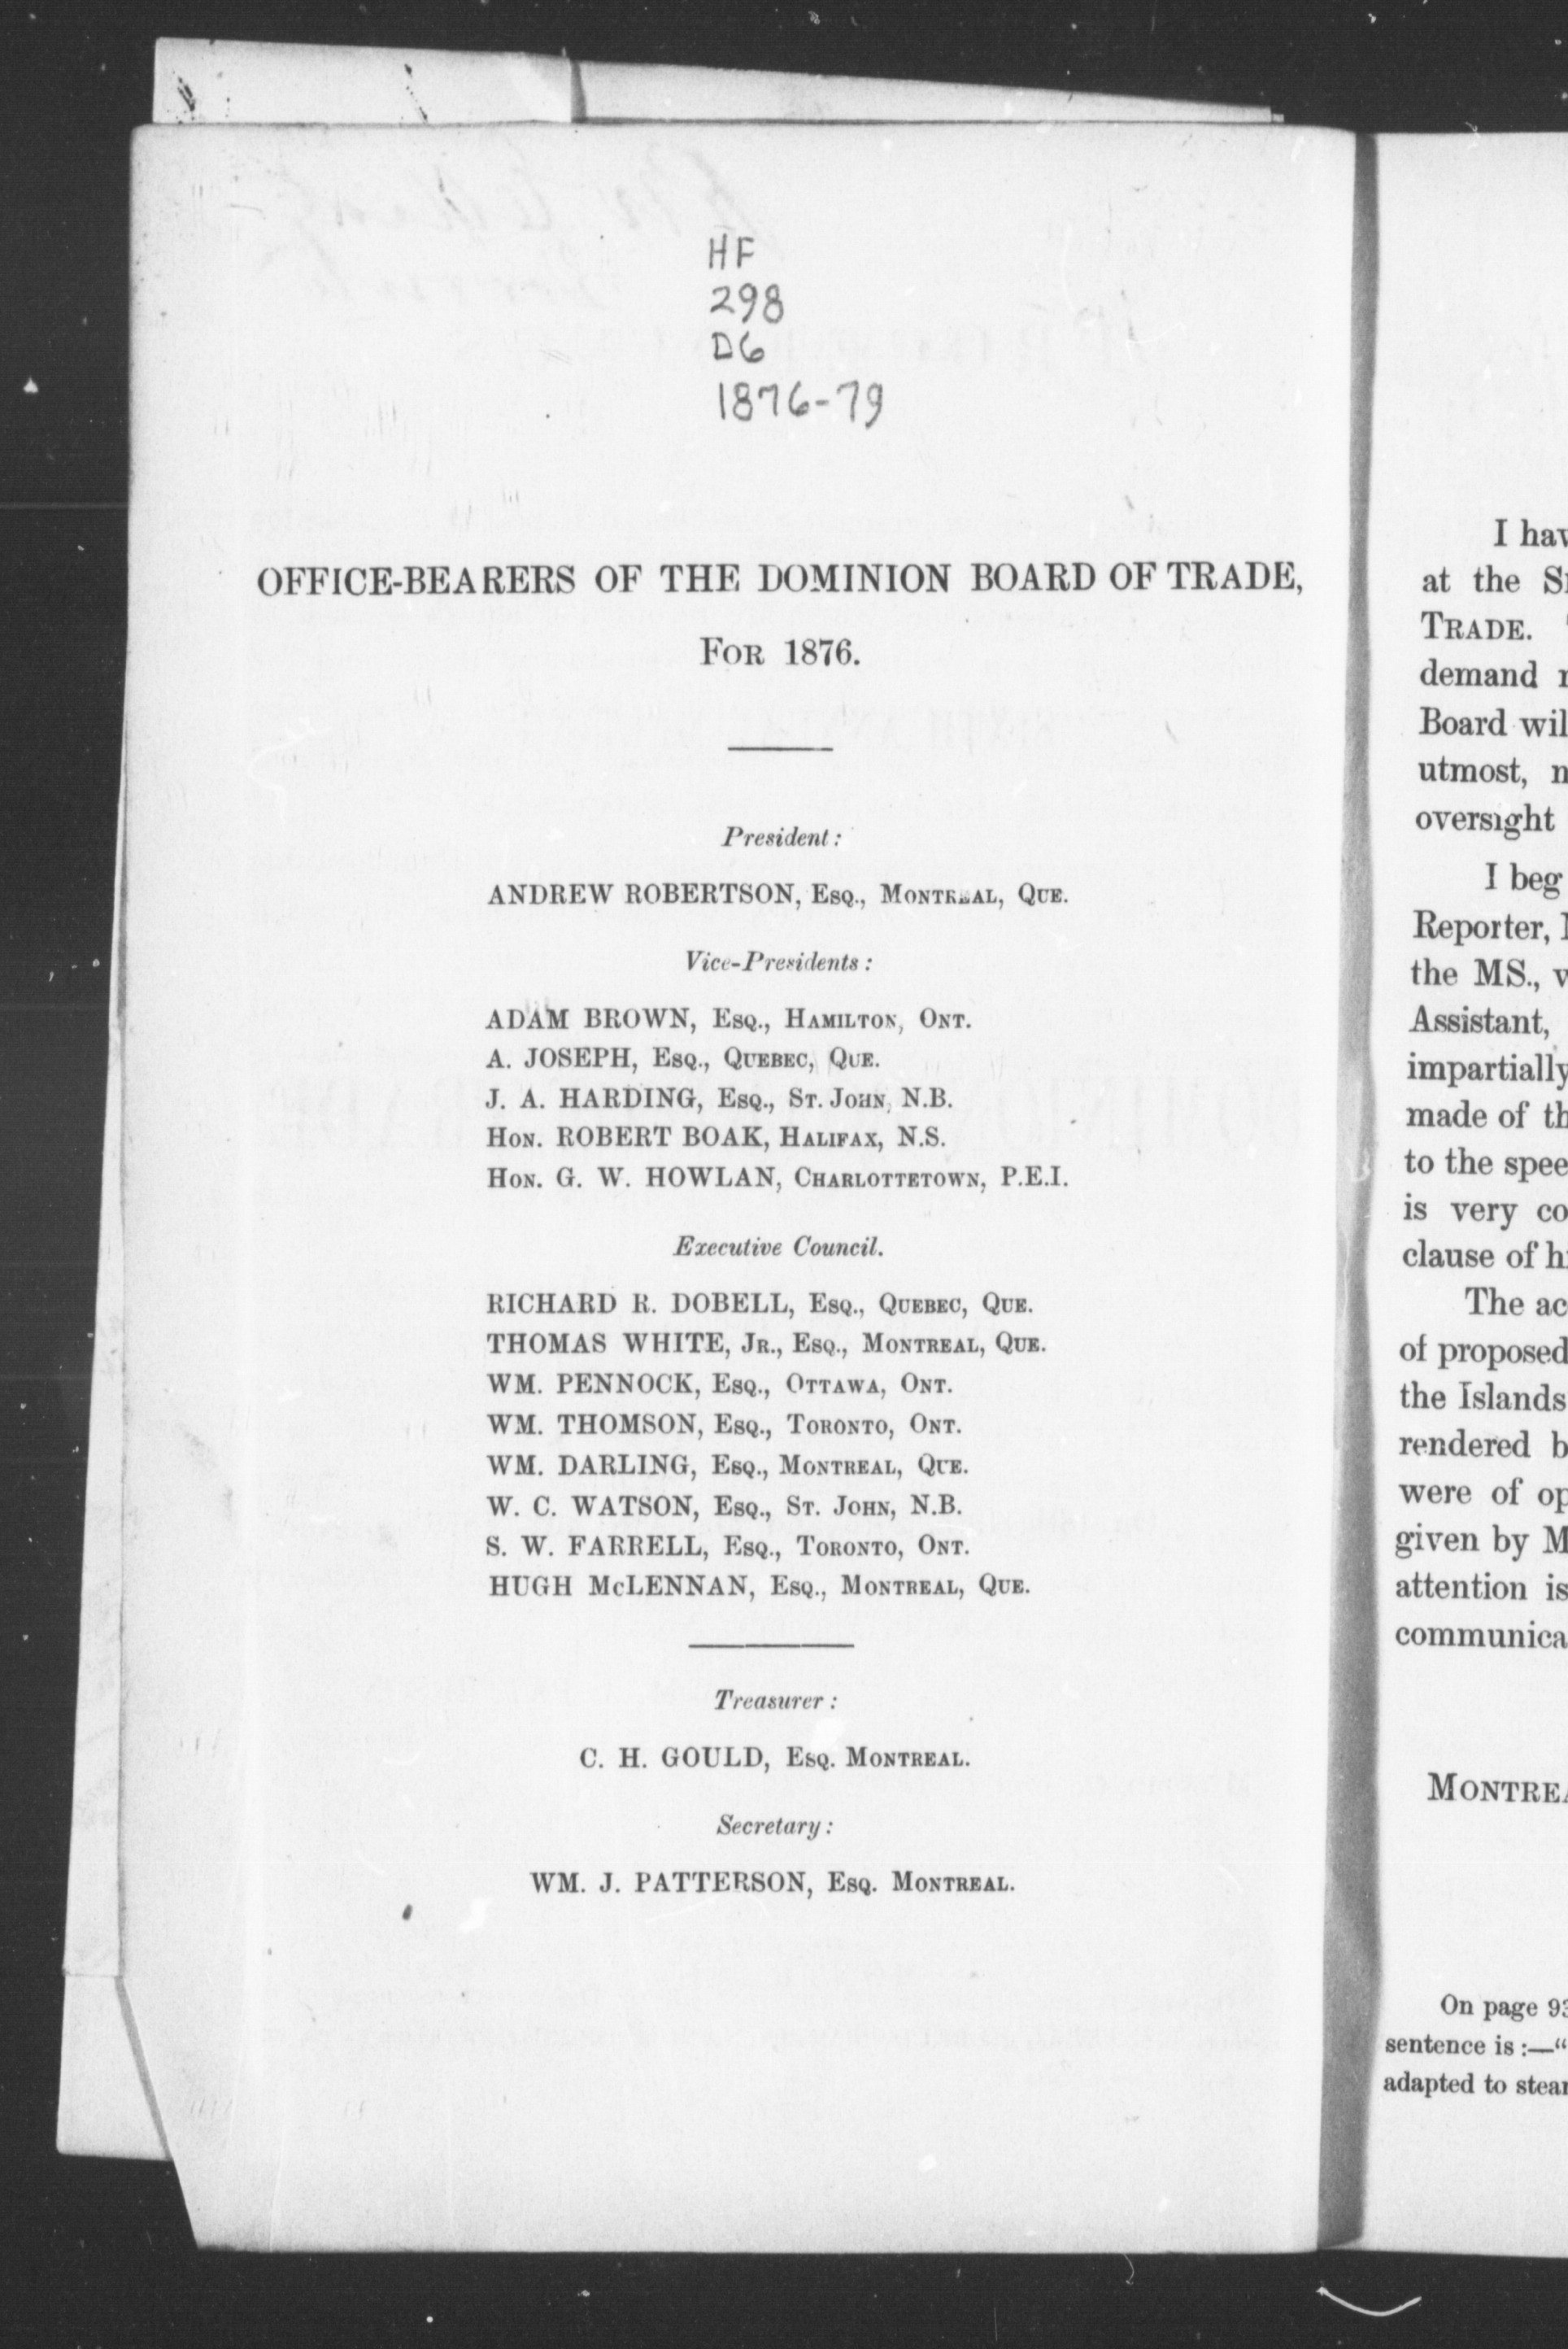 HF
298
D6
1876-79
OFFICE-BEARERS OF THE DOMINION BOARD OF TRADE,
FOR 1876.
President:
ANDREW ROBERTSON, ESQ., MONTREAL, QUE.
Vice-Presidents:
ADAM BROWN, ESQ., HAMILTON, ONT.
A. JOSEPH, ESQ., QUEBEC, QUE.
J. A. HARDING, ESQ., ST. JOHN, N.B.
HON. ROBERT BOAK, HALIFAX, N.S.
HON. G. W. HOWLAN, CHARLOTTETOWN, P.E.I.
Executive Council.
RICHARD R. DOBELL, ESQ., QUEBEC, QUE.
THOMAS WHITE, JR., ESQ., MONTREAL, QUE.
WM. PENNOCK, ESQ., OTTAWA, ONT.
WM. THOMSON, ESQ., TORONTO, ONT.
WM. DARLING, ESQ., MONTREAL, QUE.
W. C. WATSON, ESQ., ST. JOHN, N.B.
S. W. FARRELL, ESQ., TORONTO, ONT.
HUGH McLENNAN, ESQ., MONTREAL, QUE.
Treasurer:
C. H. GOULD, ESQ. MONTREAL.
Secretary:
WM. J. PATTERSON, ESQ. MONTREAL.
I hav
at the
TRADE.
demand
Board wil
utmost,
oversight
I beg
Reporter,
the MS.,
Assistant,
impartially
made of th
to the spee
is very co
clause of
The ac
of proposed
the Islands
rendered b
were of op
given by M
attention is
communica
MONTREA
On page 93
sentence is :—"
adapted to stear